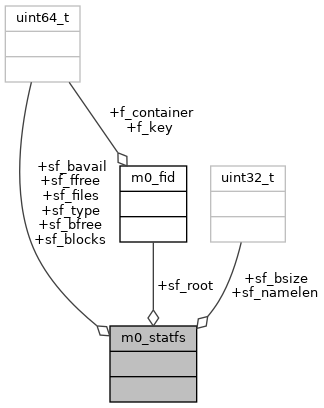 uint64_t
+f_container
+f_key
+sf_bavail
+sf_ffree
+sf_files
+sf_type
+sf_bfree
+sf_blocks
m0_fid
uint32_t
+sf_root
+sf_bsize
+sf_namelen
m0_statfs